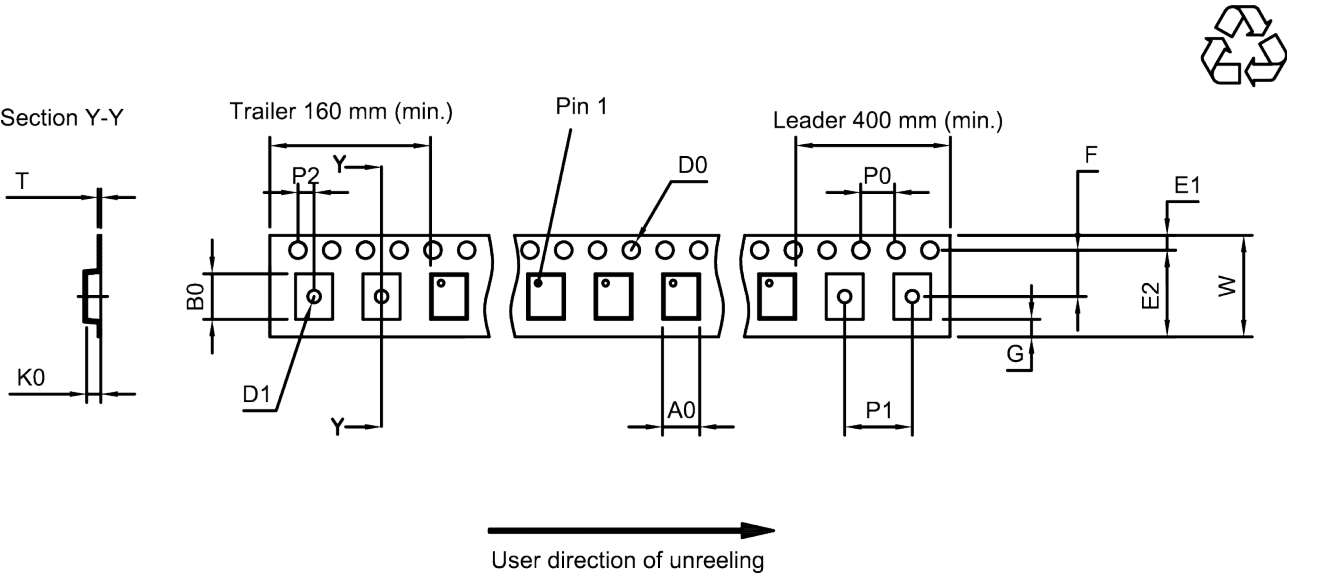 Section Y-Y
Trailer 160 mm (min.)
Pin 1
Leader 400 mm (min.)
T
P2
Y
D0
P0
F
E1
B0
E2
W
K0
D1
Y
A0
P1
G
User direction of unreeling